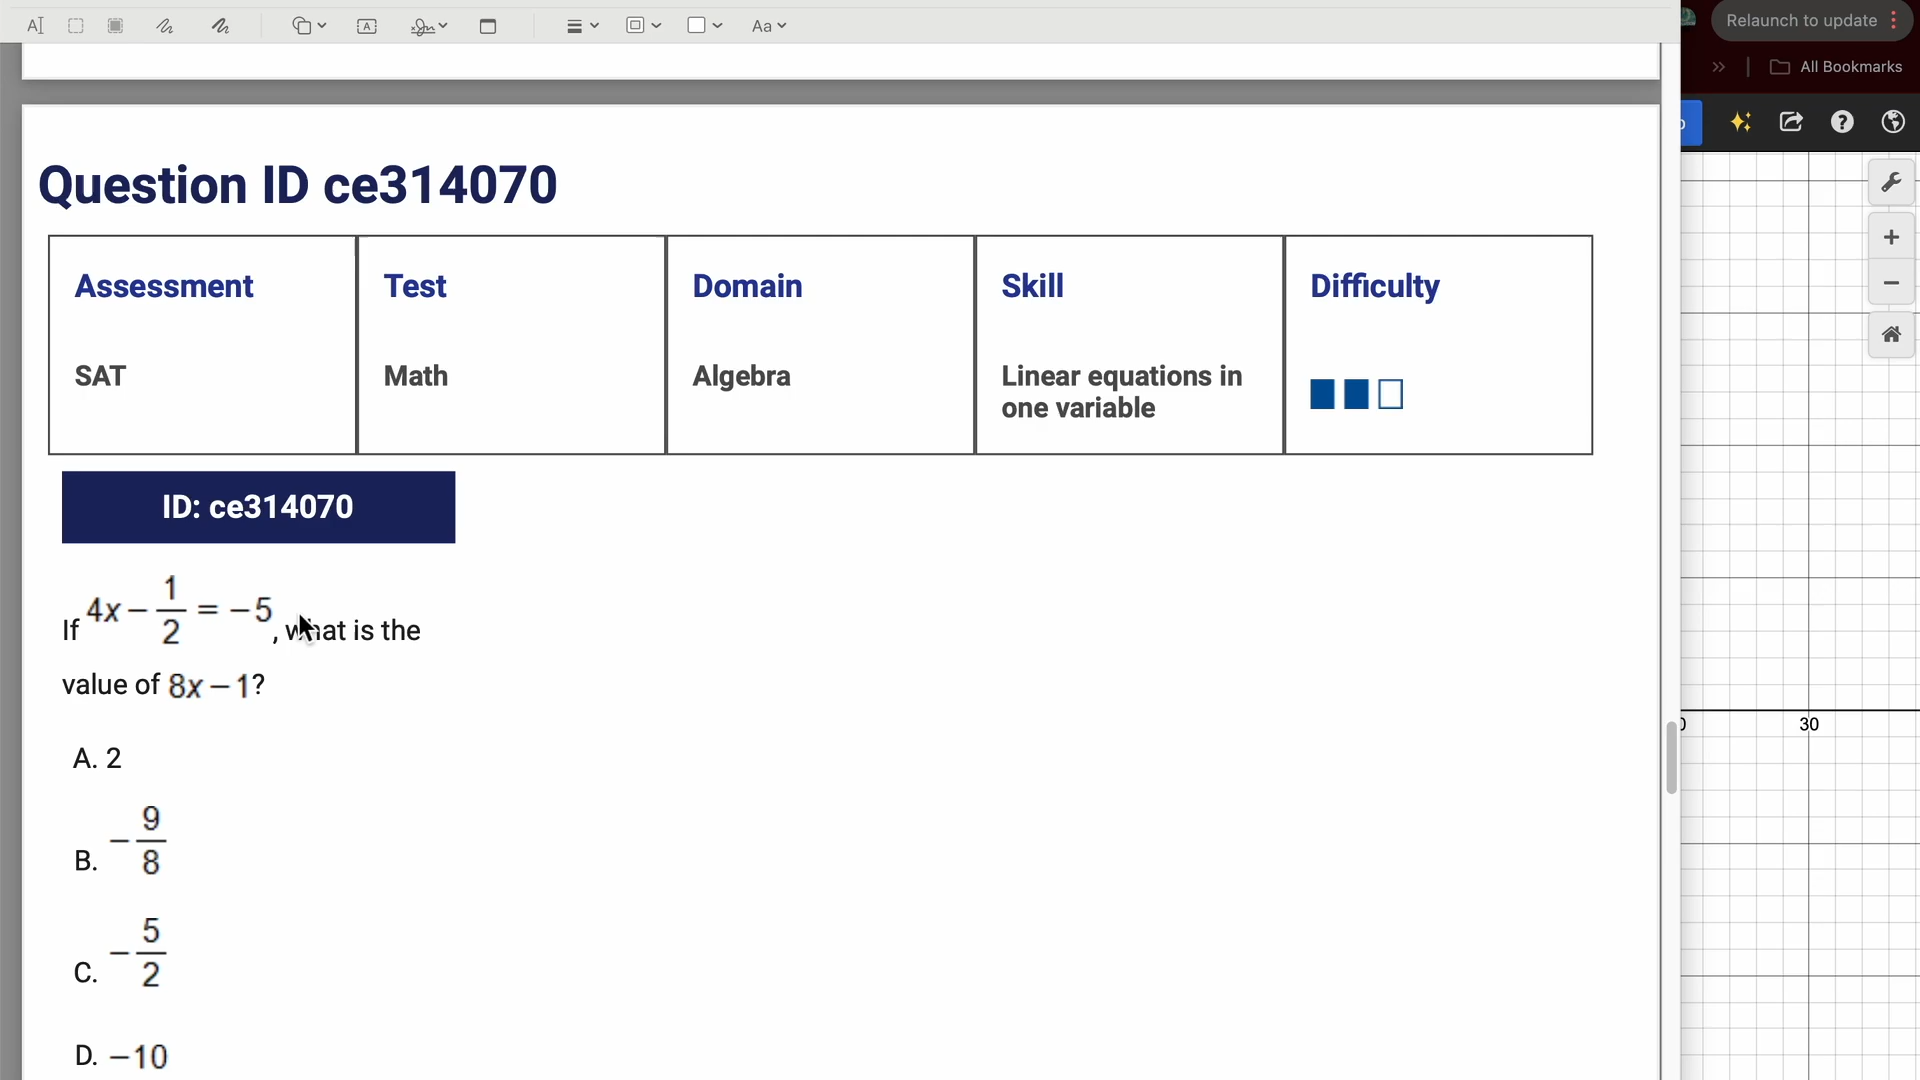 Aa
Relaunch to update
All Bookmarks
Question ID ce314070
Assessment Test Domain Skill Difficulty
SAT Math Algebra Linear equations in
one variable
ID: ce314070
If 4x − 1/2 = −5, what is the
value of 8x − 1?
A. 2
B. −9/8
C. −5/2
D. −10
30